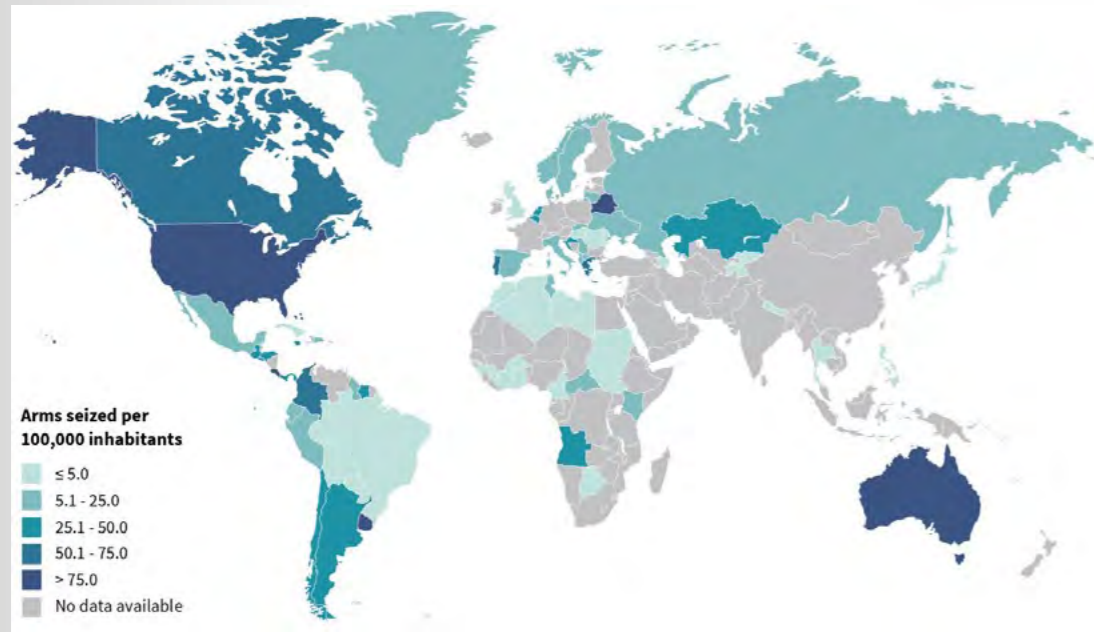 Arms seized per
100,000 inhabitants
≤ 5.0
5.1 - 25.0
25.1 - 50.0
50.1 - 75.0
> 75.0
No data available